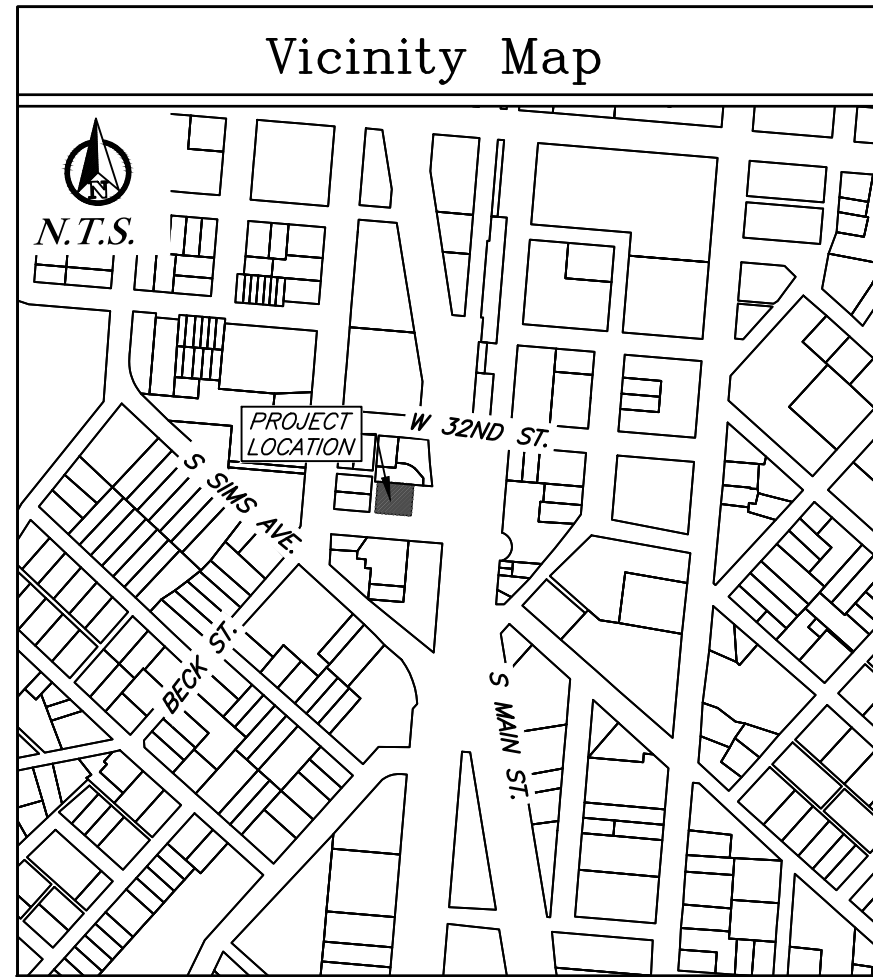 Vicinity Map
N
N.T.S.
PROJECT
LOCATION
W 32ND ST.
S SIMS AVE.
BECK ST.
S MAIN ST.